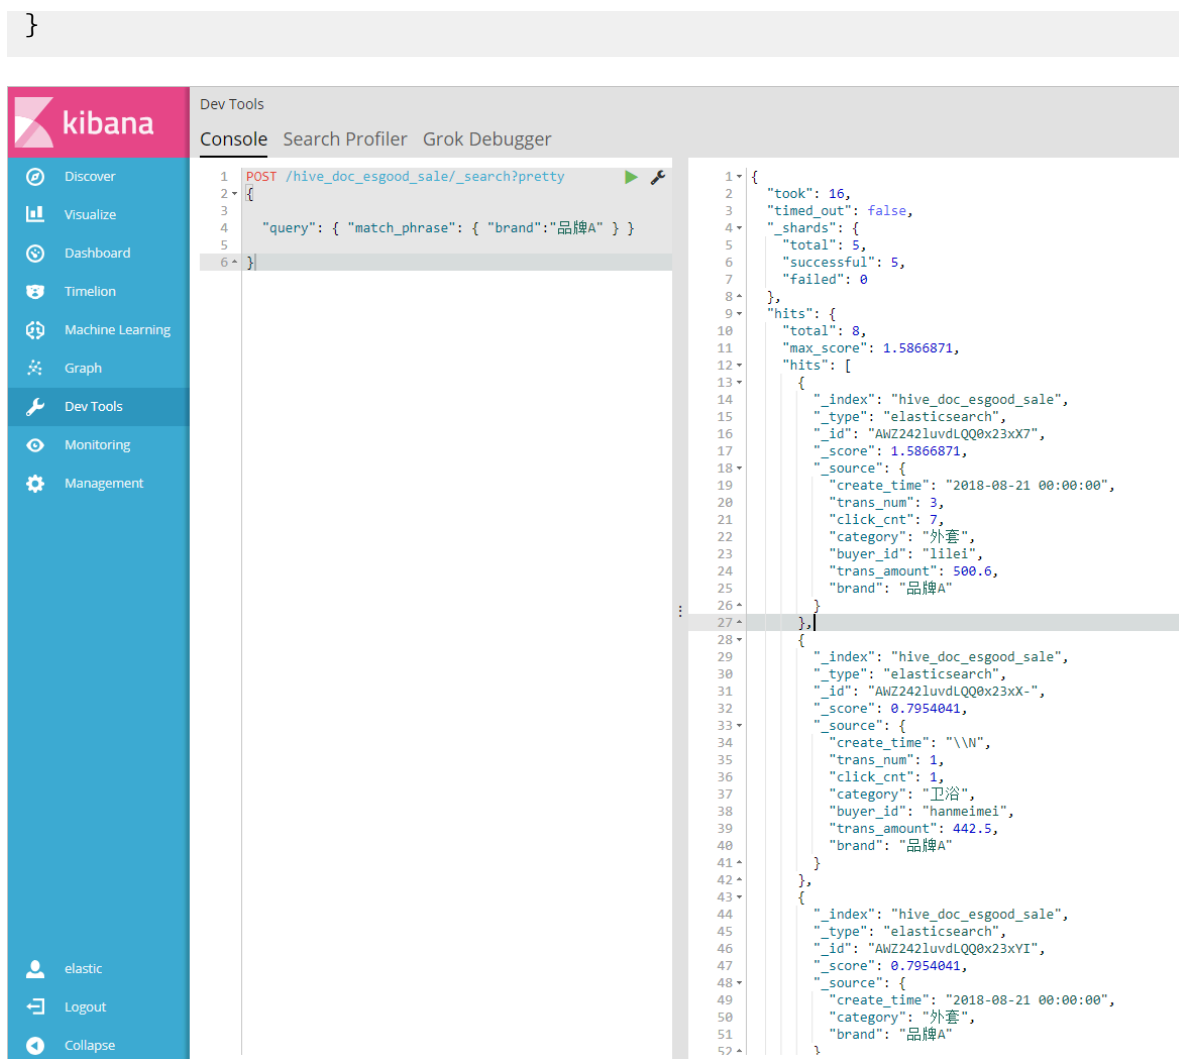 }
kibana
Dev Tools
Console Search Profiler Grok Debugger
Discover
Visualize
Dashboard
Timelion
Machine Learning
Graph
Dev Tools
Monitoring
Management
elastic
Logout
Collapse
1 POST /hive_doc_esgood_sale/_search?pretty
2 {
3
4 "query": { "match_phrase": { "brand":"品牌A" } }
5
6 }
1 {
2 "took": 16,
3 "timed_out": false,
4 "_shards": {
5 "total": 5,
6 "successful": 5,
7 "failed": 0
8 },
9 "hits": {
10 "total": 8,
11 "max_score": 1.5866871,
12 "hits": [
13 {
14 "_index": "hive_doc_esgood_sale",
15 "_type": "elasticsearch",
16 "_id": "AWZ242luvdLQQ0x23xX7",
17 "_score": 1.5866871,
18 "_source": {
19 "create_time": "2018-08-21 00:00:00",
20 "trans_num": 3,
21 "click_cnt": 7,
22 "category": "外套",
23 "buyer_id": "lilei",
24 "trans_amount": 500.6,
25 "brand": "品牌A"
26 }
27 },
28 {
29 "_index": "hive_doc_esgood_sale",
30 "_type": "elasticsearch",
31 "_id": "AWZ242luvdLQQ0x23xX-",
32 "_score": 0.7954041,
33 "_source": {
34 "create_time": "\\N",
35 "trans_num": 1,
36 "click_cnt": 1,
37 "category": "卫浴",
38 "buyer_id": "hanmeimei",
39 "trans_amount": 442.5,
40 "brand": "品牌A"
41 }
42 },
43 {
44 "_index": "hive_doc_esgood_sale",
45 "_type": "elasticsearch",
46 "_id": "AWZ242luvdLQQ0x23xYI",
47 "_score": 0.7954041,
48 "_source": {
49 "create_time": "2018-08-21 00:00:00",
50 "category": "外套",
51 "brand": "品牌A"
52 }